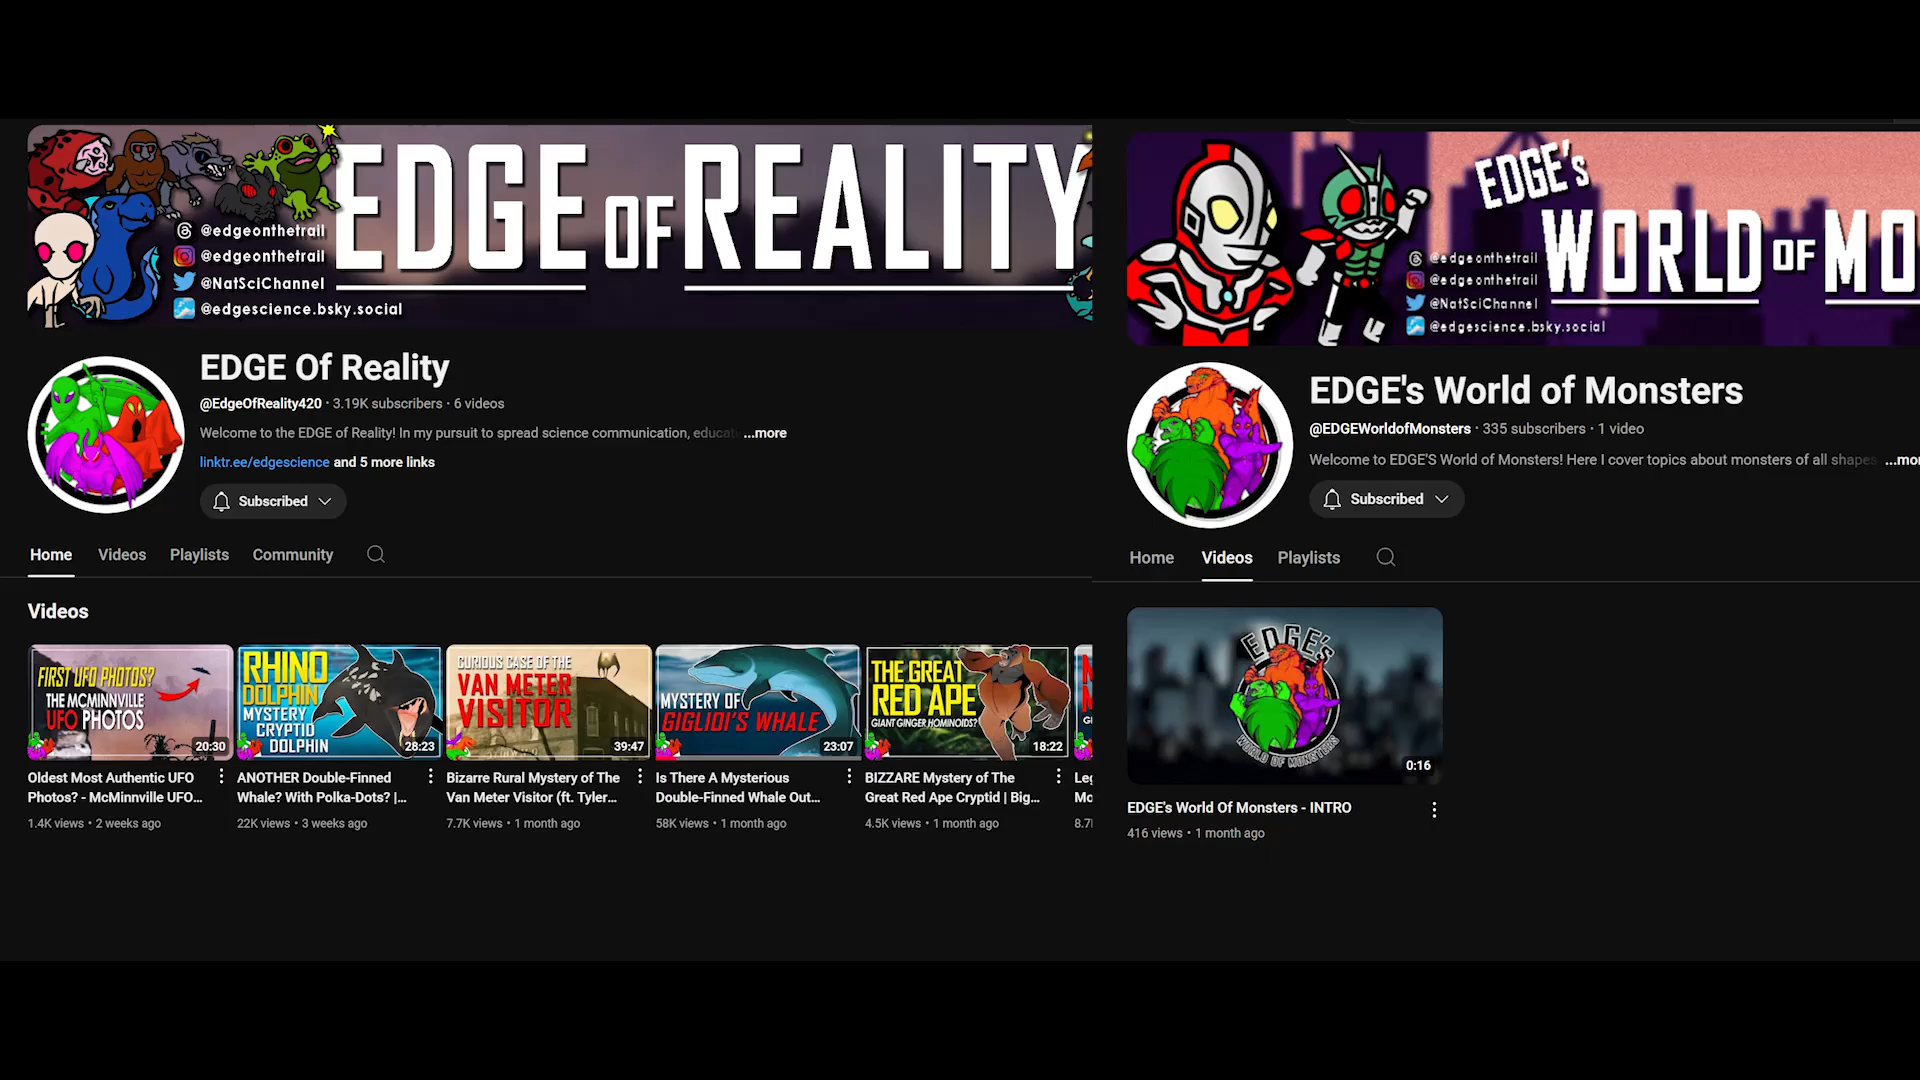 EDGE OF REALITY
@edgeonthetrail
@edgeonthetrail
@NatSciChannel
@edgescience.bsky.social
EDGE Of Reality
@EdgeOfReality420 · 3.19K subscribers · 6 videos
Welcome to the EDGE of Reality! In my pursuit to spread science communication, educati ...more
linktr.ee/edgescience and 5 more links
Subscribed
Home Videos Playlists Community
Videos
FIRST UFO PHOTOS?
THE MCMINNVILLE
UFO PHOTOS
20:30
Oldest Most Authentic UFO
Photos? - McMinnville UFO...
1.4K views · 2 weeks ago
RHINO
DOLPHIN
MYSTERY
CRYPTID
DOLPHIN
28:23
ANOTHER Double-Finned
Whale? With Polka-Dots? |...
22K views · 3 weeks ago
CURIOUS CASE OF THE
VAN METER
VISITOR
39:47
Bizarre Rural Mystery of The
Van Meter Visitor (ft. Tyler...
7.7K views · 1 month ago
MYSTERY OF
GIGLIOI'S WHALE
23:07
Is There A Mysterious
Double-Finned Whale Out...
58K views · 1 month ago
THE GREAT
RED APE
GIANT GINGER HOMINOIDS?
18:22
BIZZARE Mystery of The
Great Red Ape Cryptid | Big...
4.5K views · 1 month ago
Leg
Mo
8.7
EDGE's
WORLD OF MO
@edgeonthetrail
@edgeonthetrail
@NatSciChannel
@edgescience.bsky.social
EDGE's World of Monsters
@EDGEWorldofMonsters · 335 subscribers · 1 video
Welcome to EDGE'S World of Monsters! Here I cover topics about monsters of all shapes ...mor
Subscribed
Home Videos Playlists
EDGE's
WORLD OF MONSTERS
0:16
EDGE's World Of Monsters - INTRO
416 views · 1 month ago